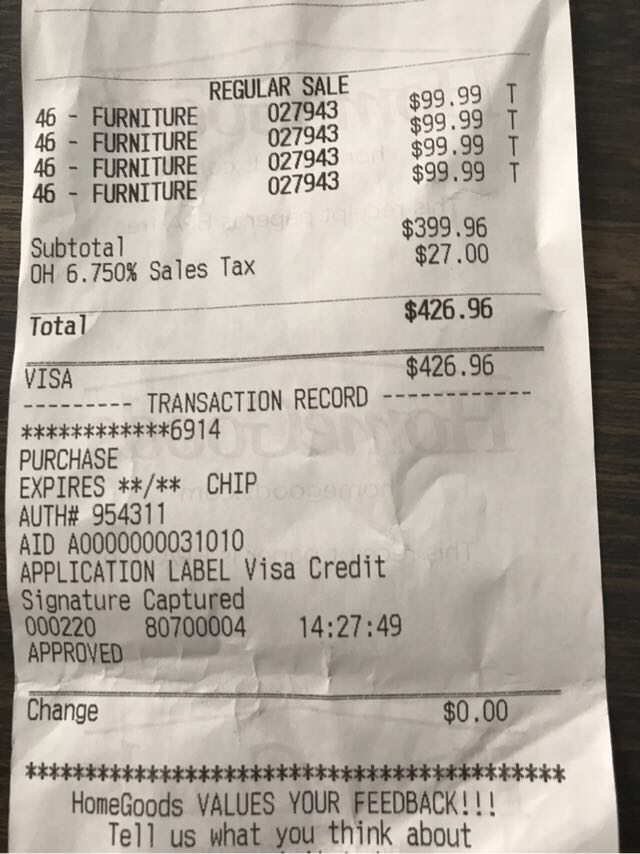 REGULAR SALE
46 - FURNITURE 027943 $99.99 T
46 - FURNITURE 027943 $99.99 T
46 - FURNITURE 027943 $99.99 T
46 - FURNITURE 027943 $99.99 T
Subtotal $399.96
OH 6.750% Sales Tax $27.00
Total $426.96
VISA $426.96
--------- TRANSACTION RECORD ------------
************6914
PURCHASE
EXPIRES **/** CHIP
AUTH# 954311
AID A0000000031010
APPLICATION LABEL Visa Credit
Signature Captured
000220 80700004 14:27:49
APPROVED
Change $0.00
********************************************
HomeGoods VALUES YOUR FEEDBACK!!!
Tell us what you think about